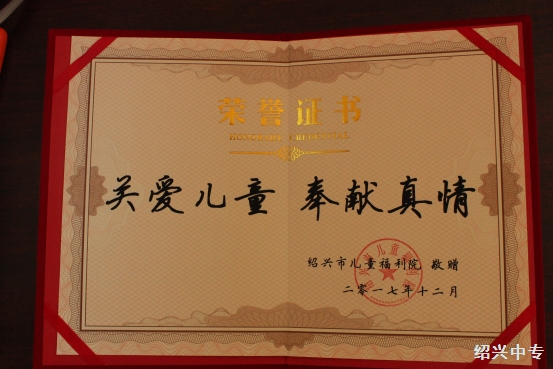 荣誉证书
HONORARY CREDENTIAL
关爱儿童 奉献真情
绍兴市儿童福利院 敬赠
二零一七年十二月
绍兴中专